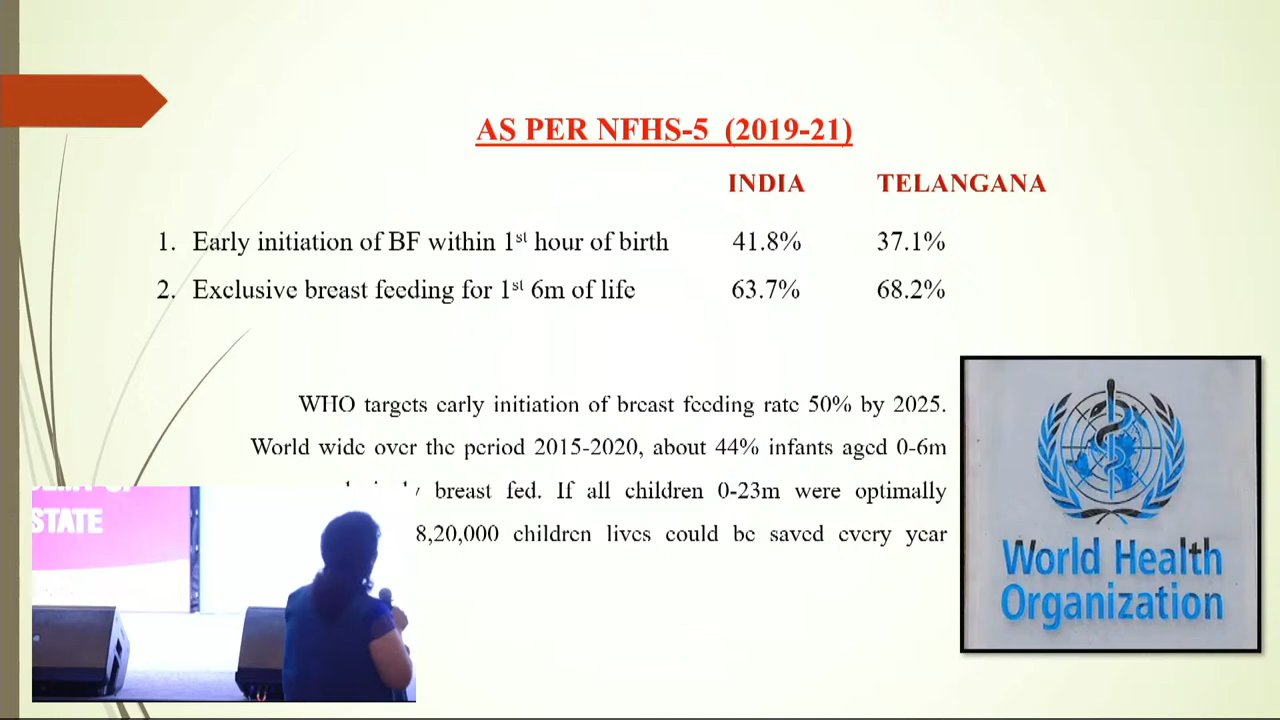 AS PER NFHS-5 (2019-21)
INDIA TELANGANA
1. Early initiation of BF within 1st hour of birth 41.8% 37.1%
2. Exclusive breast feeding for 1st 6m of life 63.7% 68.2%
WHO targets early initiation of breast feeding rate 50% by 2025.
World wide over the period 2015-2020, about 44% infants aged 0-6m
breast fed. If all children 0-23m were optimally
8,20,000 children lives could be saved every year
STATE
World Health
Organization